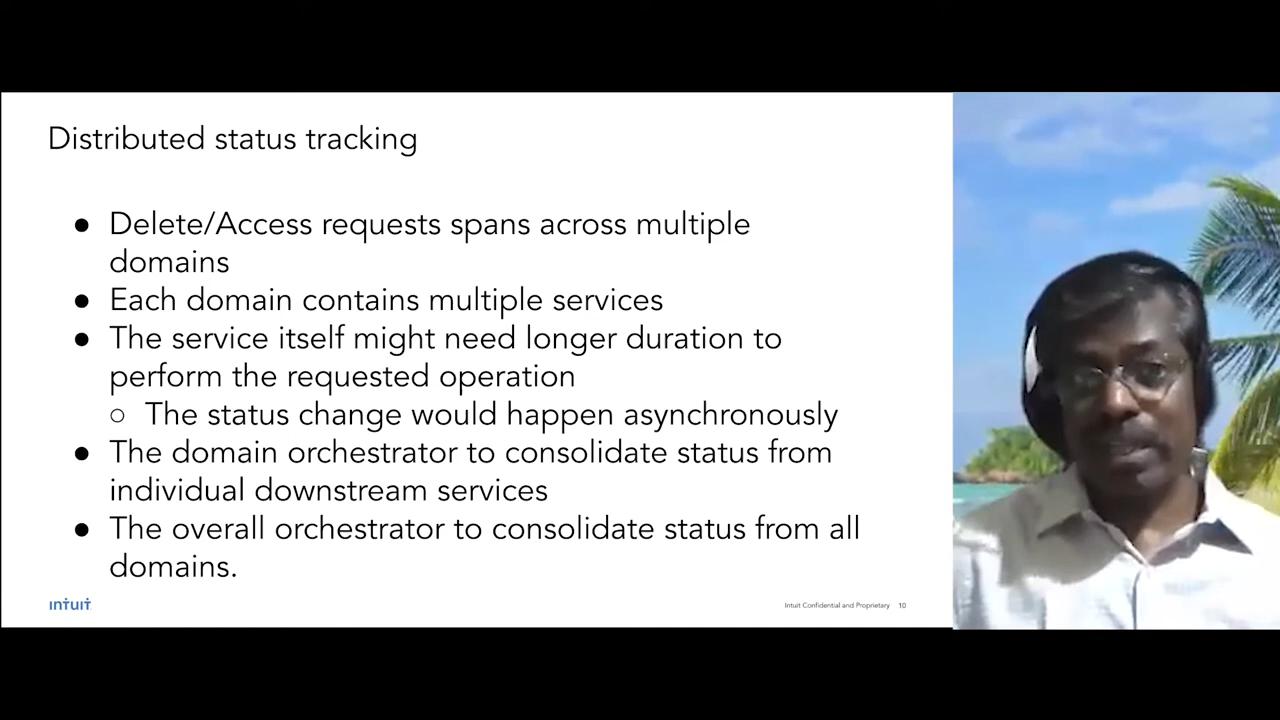 Distributed status tracking
● Delete/Access requests spans across multiple
domains
● Each domain contains multiple services
● The service itself might need longer duration to
perform the requested operation
○ The status change would happen asynchronously
● The domain orchestrator to consolidate status from
individual downstream services
● The overall orchestrator to consolidate status from all
domains.
intuit
Intuit Confidential and Proprietary 10